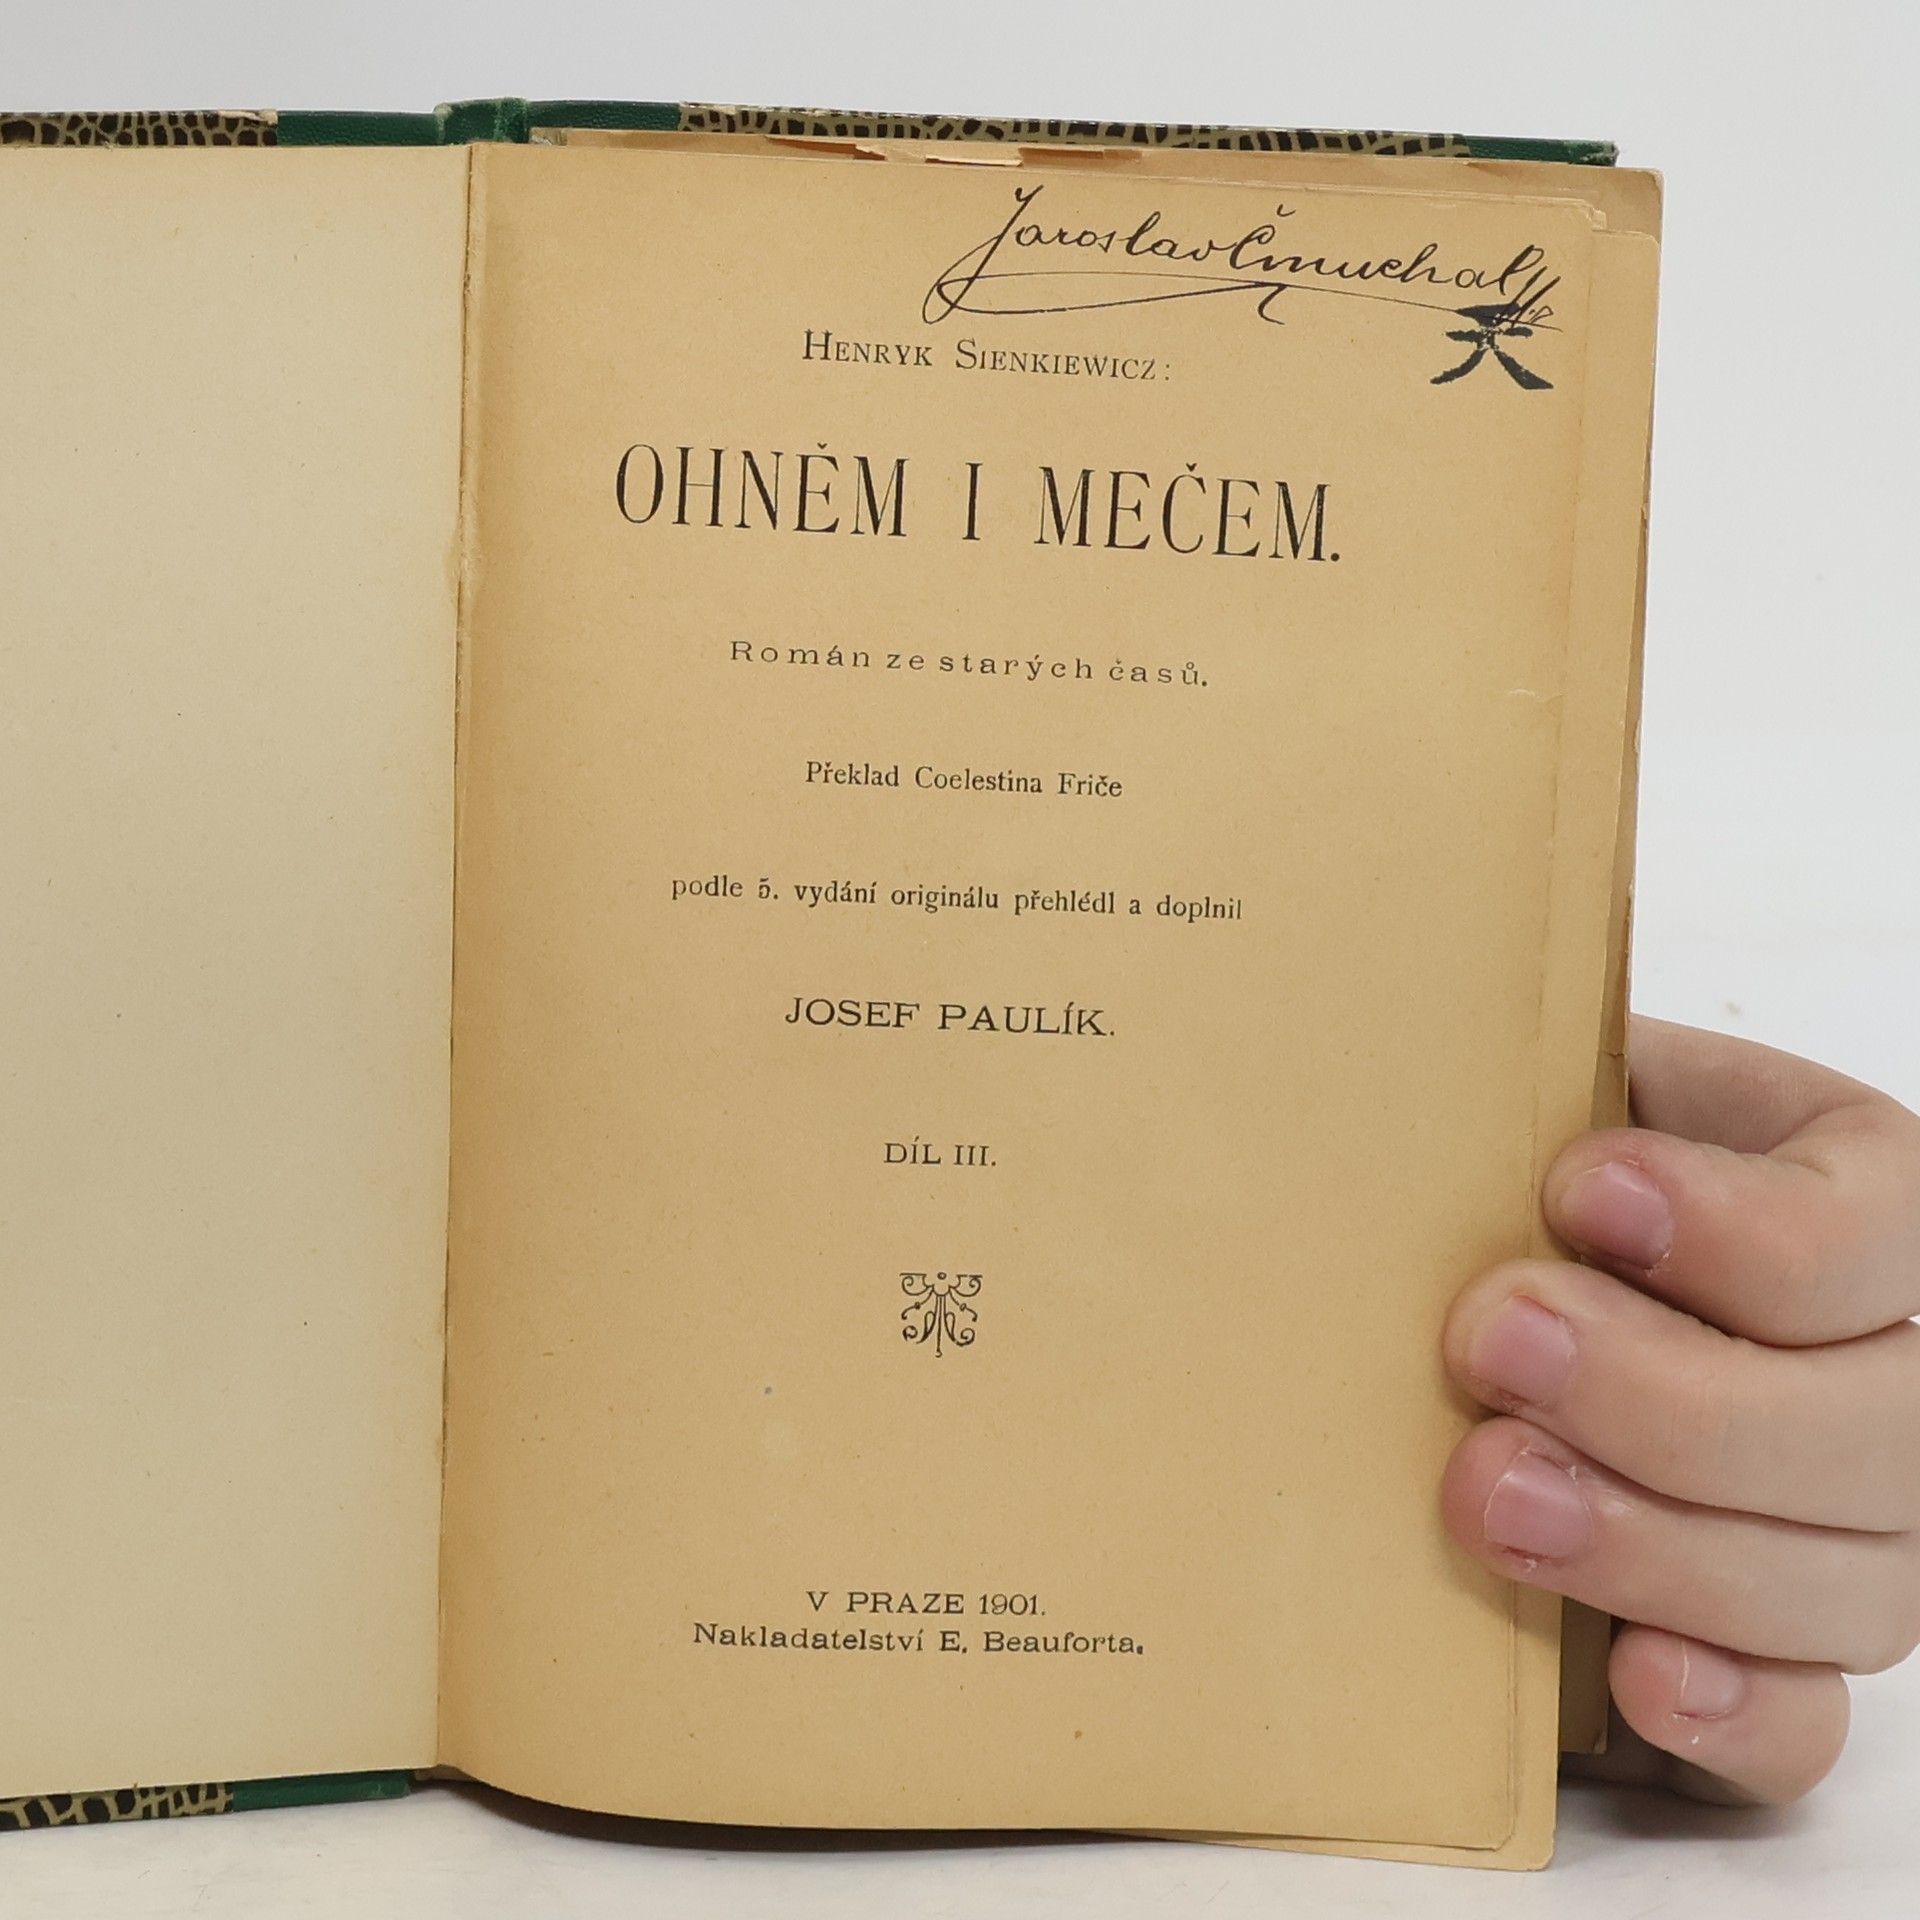 Jaroslav Čmuchal
天
HENRYK SIENKIEWICZ:
OHNĚM I MEČEM.
Román ze starých časů.
Překlad Coelestina Friče
podle 5. vydání originálu přehlédl a doplnil
JOSEF PAULÍK.
DÍL III.
V PRAZE 1901.
Nakladatelství E. Beauforta.